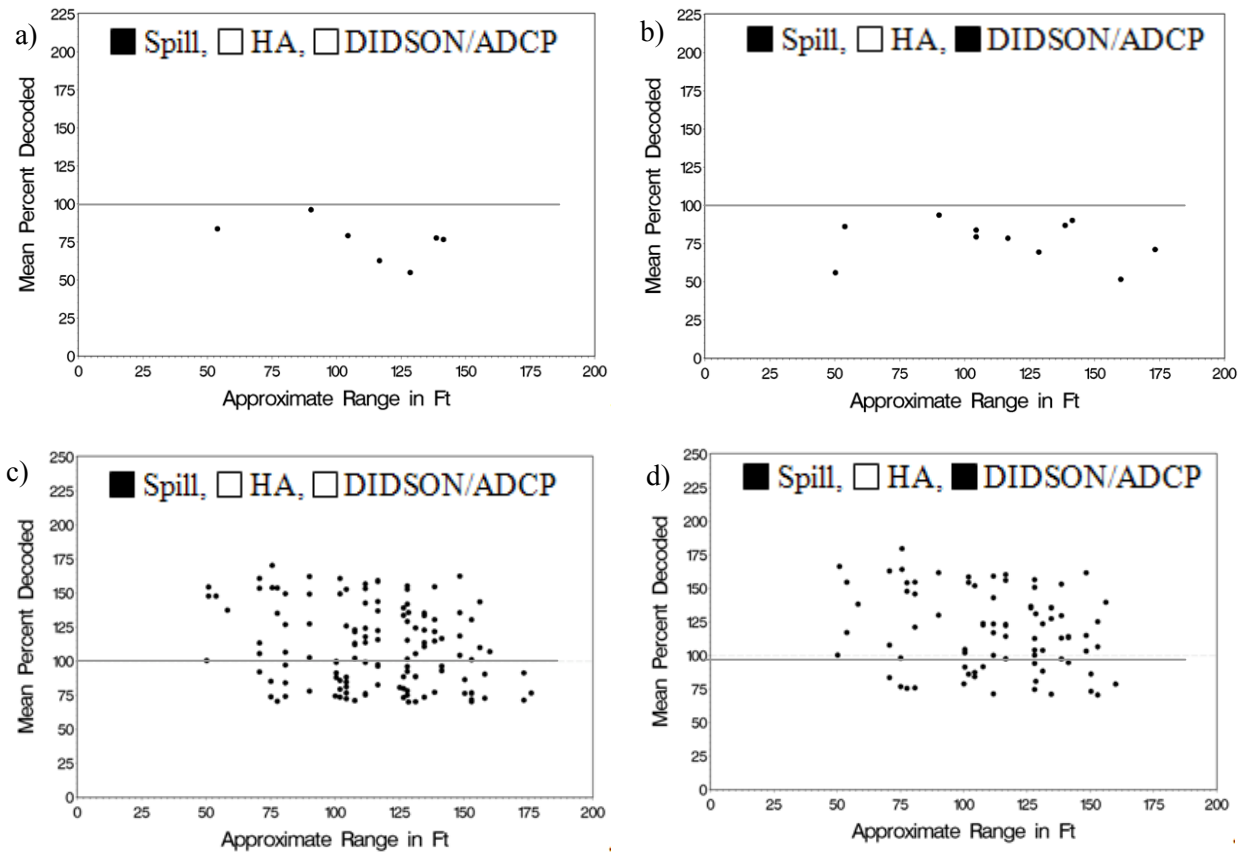 a)
■ Spill, □ HA, □ DIDSON/ADCP
225
200
175
150
125
100
75
50
25
0
Mean Percent Decoded
0 25 50 75 100 125 150 175 200
Approximate Range in Ft
b)
■ Spill, □ HA, ■ DIDSON/ADCP
225
200
175
150
125
100
75
50
25
0
Mean Percent Decoded
0 25 50 75 100 125 150 175 200
Approximate Range in Ft
c)
■ Spill, □ HA, □ DIDSON/ADCP
250
225
200
175
150
125
100
75
50
25
0
Mean Percent Decoded
0 25 50 75 100 125 150 175 200
Approximate Range in Ft
d)
■ Spill, □ HA, ■ DIDSON/ADCP
250
225
200
175
150
125
100
75
50
25
0
Mean Percent Decoded
0 25 50 75 100 125 150 175 200
Approximate Range in Ft